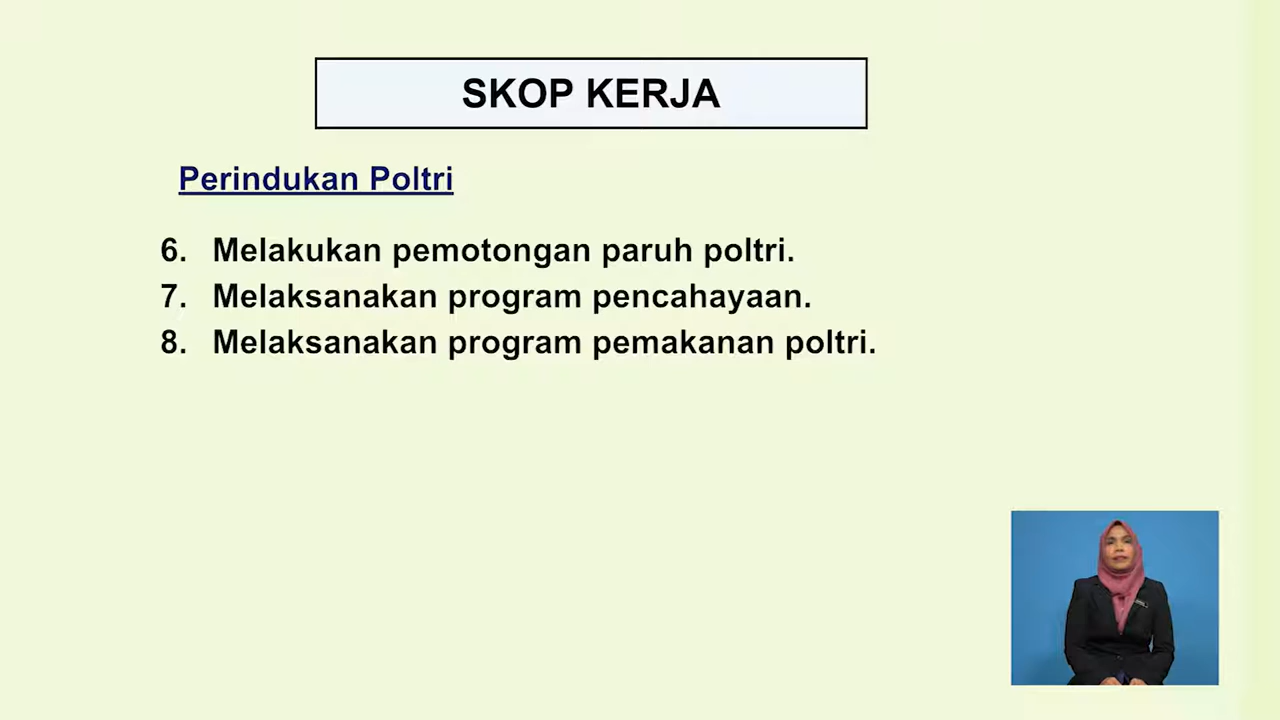 SKOP KERJA
Perindukan Poltri
6. Melakukan pemotongan paruh poltri.
7. Melaksanakan program pencahayaan.
8. Melaksanakan program pemakanan poltri.